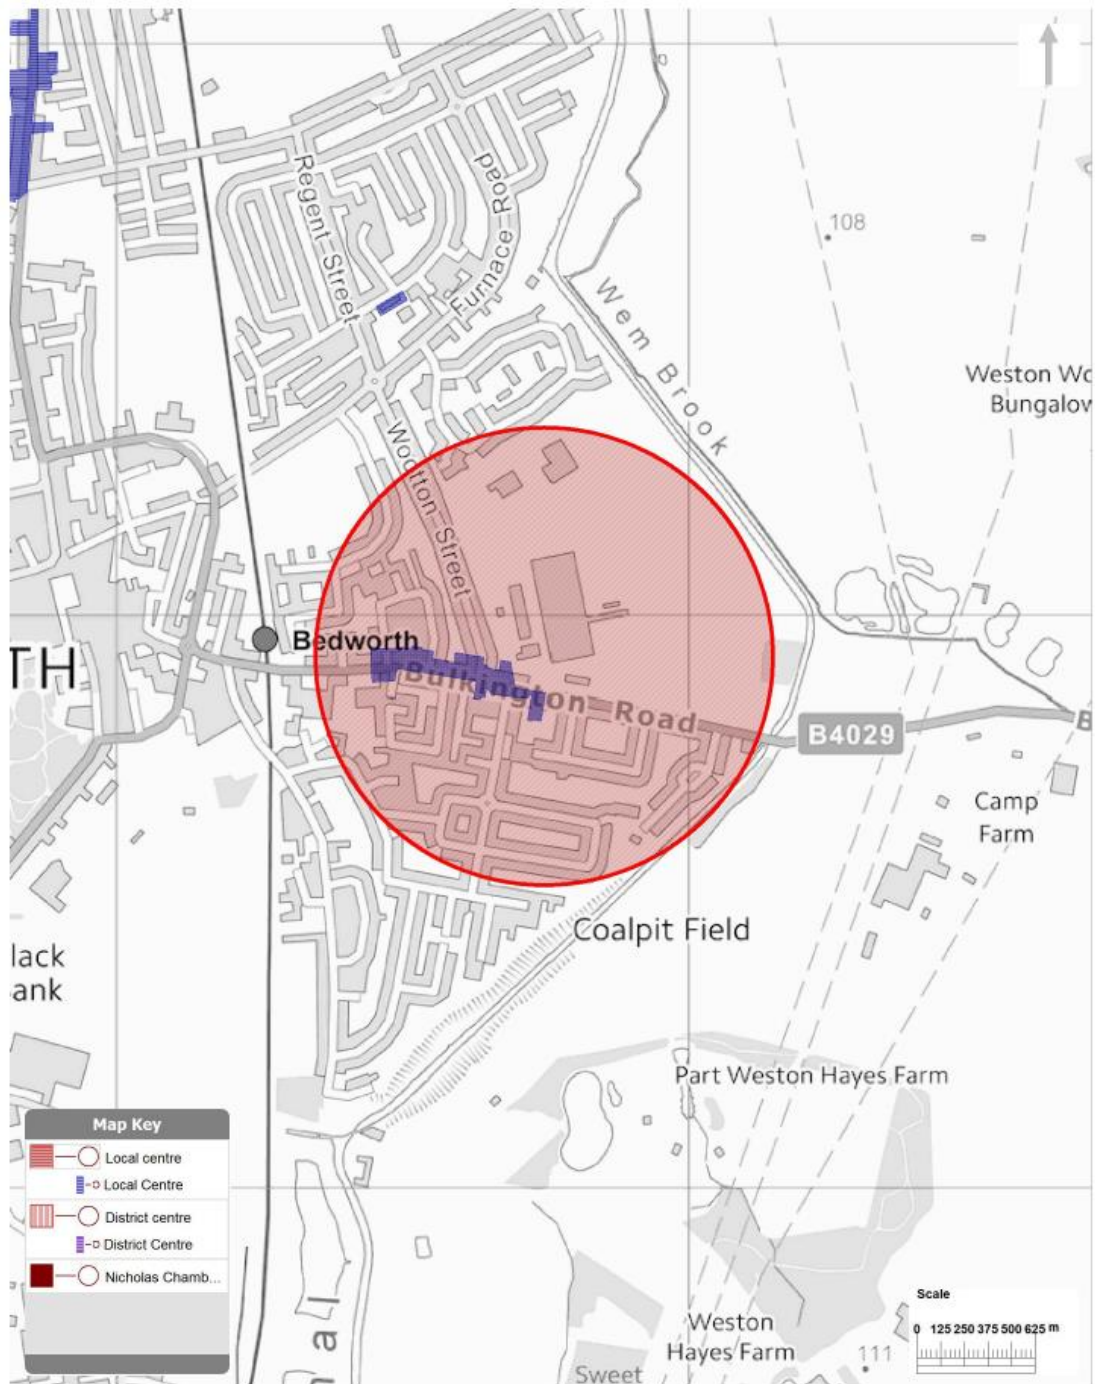 Regent Street
Furnace Road
108
Wem Brook
Weston Wo
Bungalow
Wootton Street
Bedworth
TH
Bulkington Road
B4029
B
Camp
Farm
Coalpit Field
lack
ank
Part Weston Hayes Farm
Map Key
Local centre
Local Centre
District centre
District Centre
Nicholas Chamb...
nal
Weston
Hayes Farm
111
Sweet
Scale
0 125 250 375 500 625 m